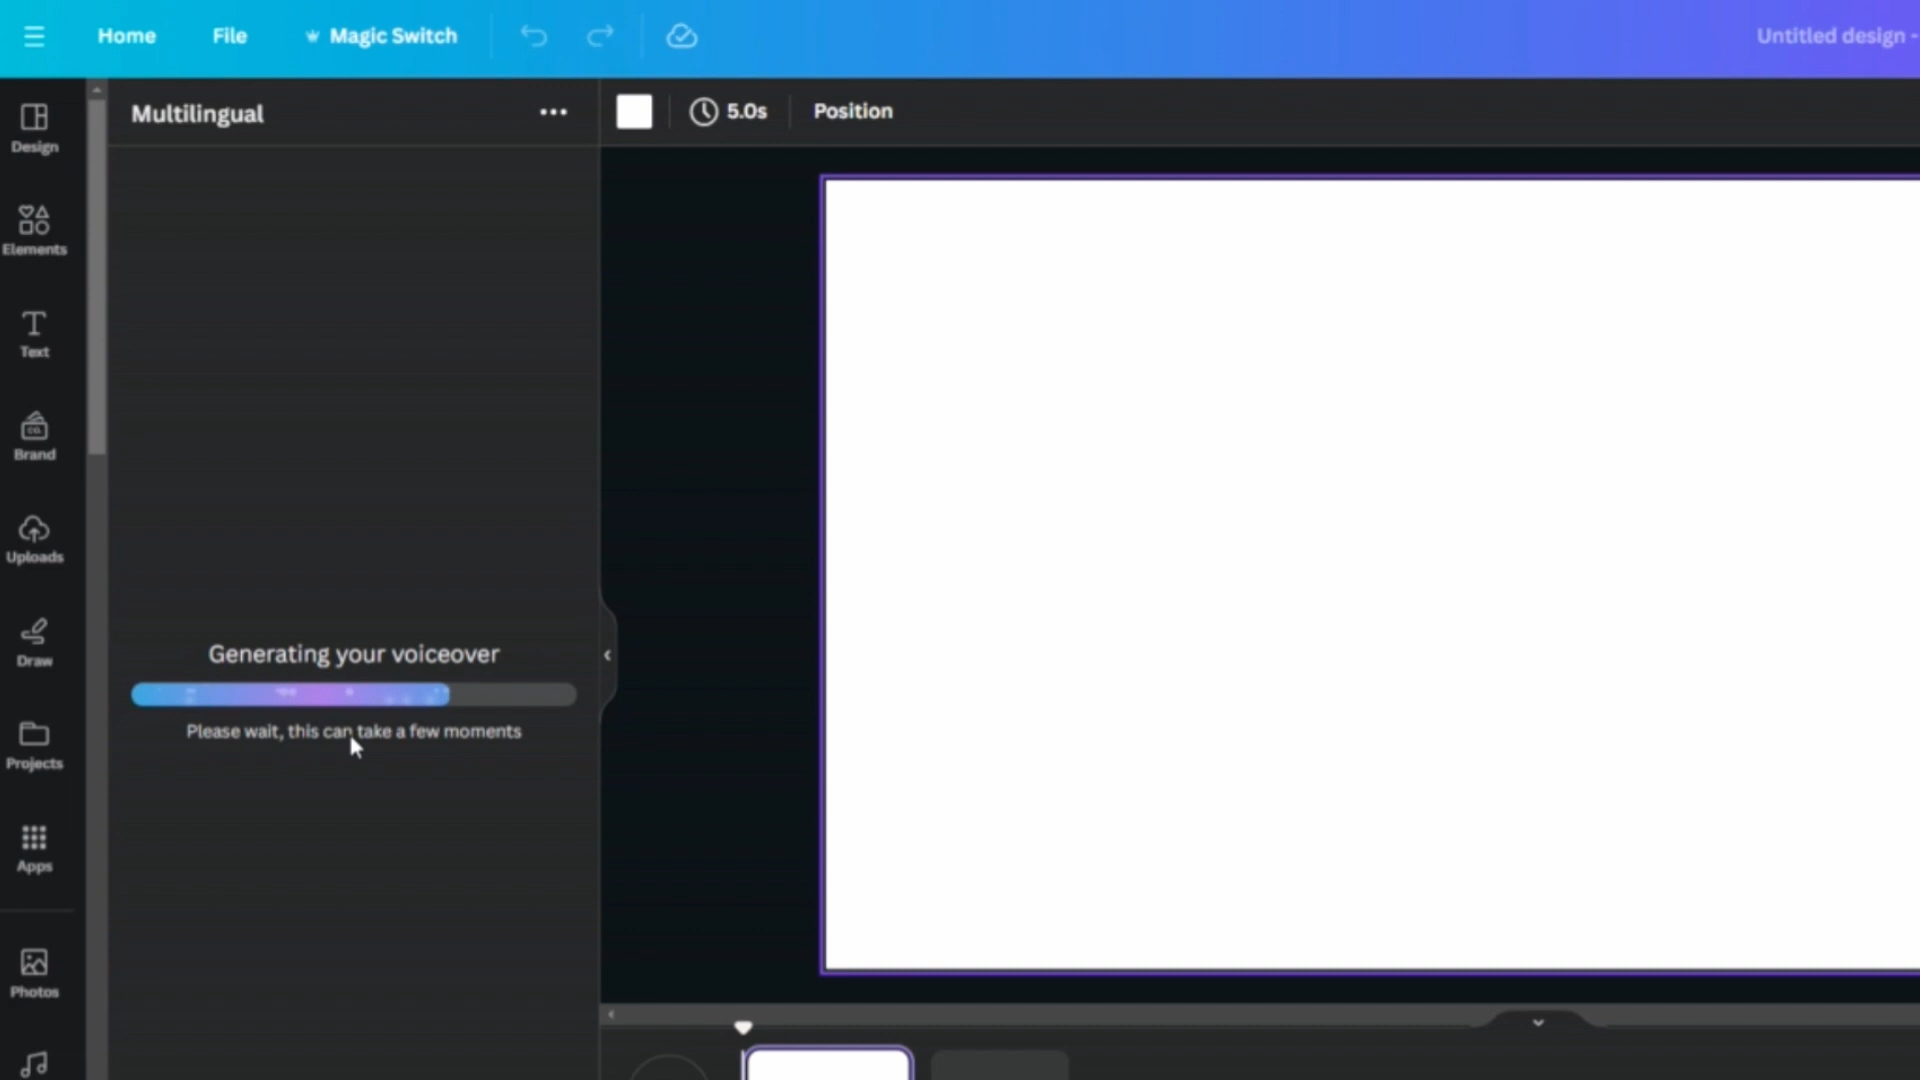 Home File Magic Switch Untitled design -
Multilingual ••• 5.0s Position
Design
Elements
Text
CO.
Brand
Uploads
Generating your voiceover
Draw
Please wait, this can take a few moments
Projects
Apps
Photos